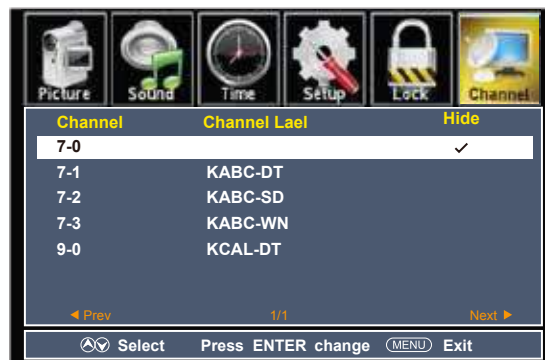 Picture Sound Time Setup Lock Channel
Channel Channel Lael Hide
7-0 ✓
7-1 KABC-DT
7-2 KABC-SD
7-3 KABC-WN
9-0 KCAL-DT
◀ Prev 1/1 Next ▶
Select Press ENTER change MENU Exit